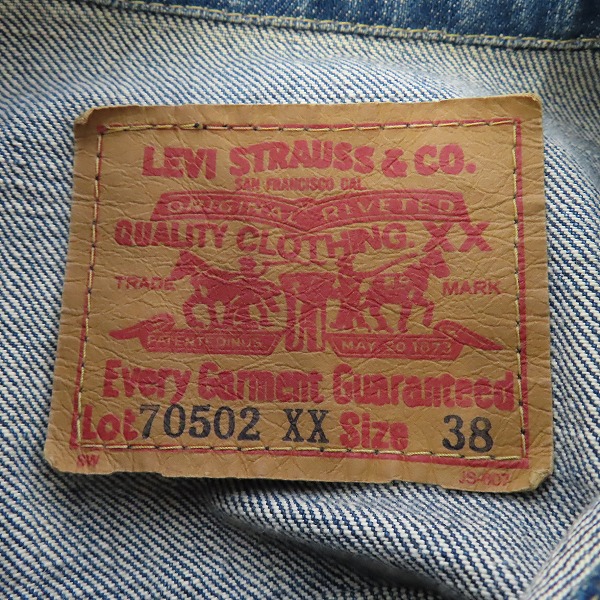 LEVI STRAUSS & CO.
SAN FRANCISCO CAL.
ORIGINAL RIVETED
QUALITY CLOTHING. XX
TRADE MARK
PATENTED IN U.S. MAY 20 1873
Every Garment Guaranteed
Lot 70502 XX Size 38